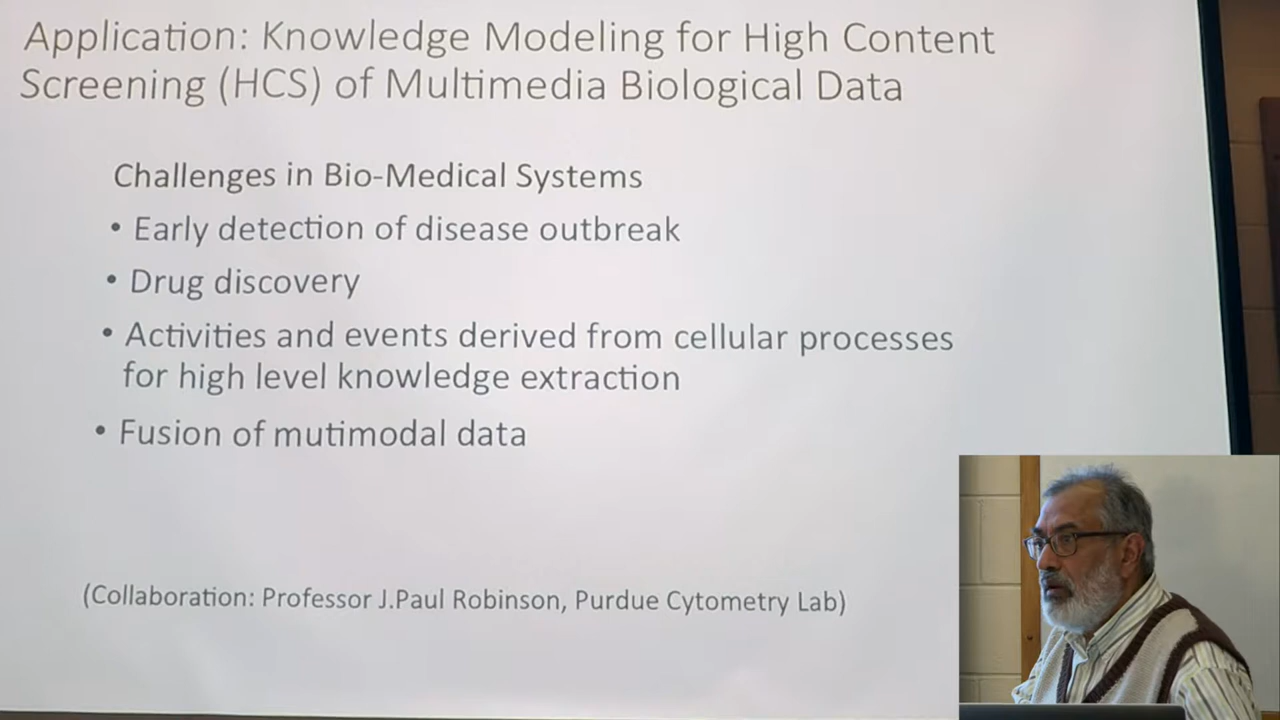 Application: Knowledge Modeling for High Content
Screening (HCS) of Multimedia Biological Data
Challenges in Bio-Medical Systems
• Early detection of disease outbreak
• Drug discovery
• Activities and events derived from cellular processes
for high level knowledge extraction
• Fusion of mutimodal data
(Collaboration: Professor J.Paul Robinson, Purdue Cytometry Lab)